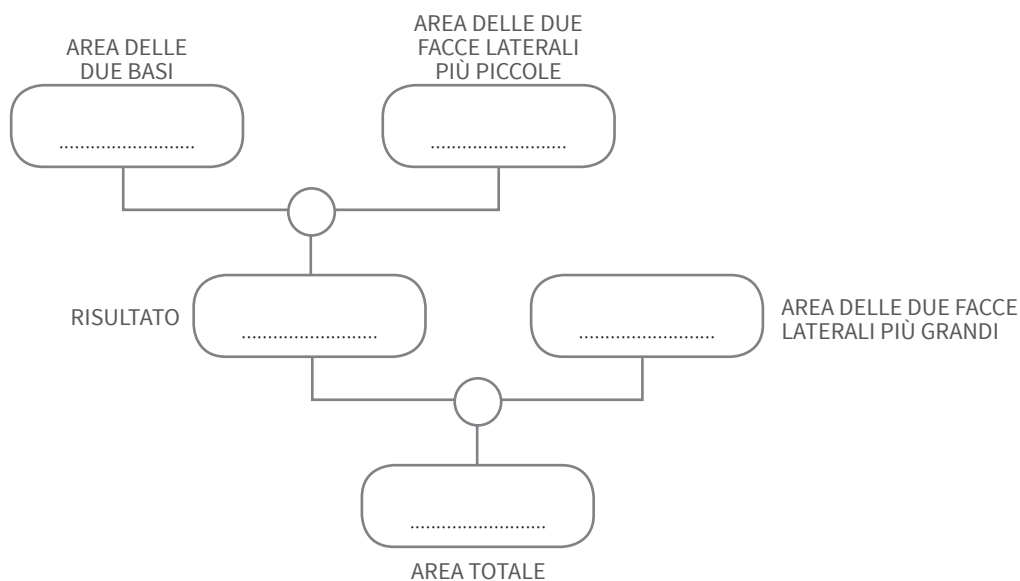 AREA DELLE
DUE BASI
AREA DELLE DUE
FACCE LATERALI
PIÙ PICCOLE
..........................
..........................
RISULTATO
..........................
..........................
AREA DELLE DUE FACCE
LATERALI PIÙ GRANDI
..........................
AREA TOTALE